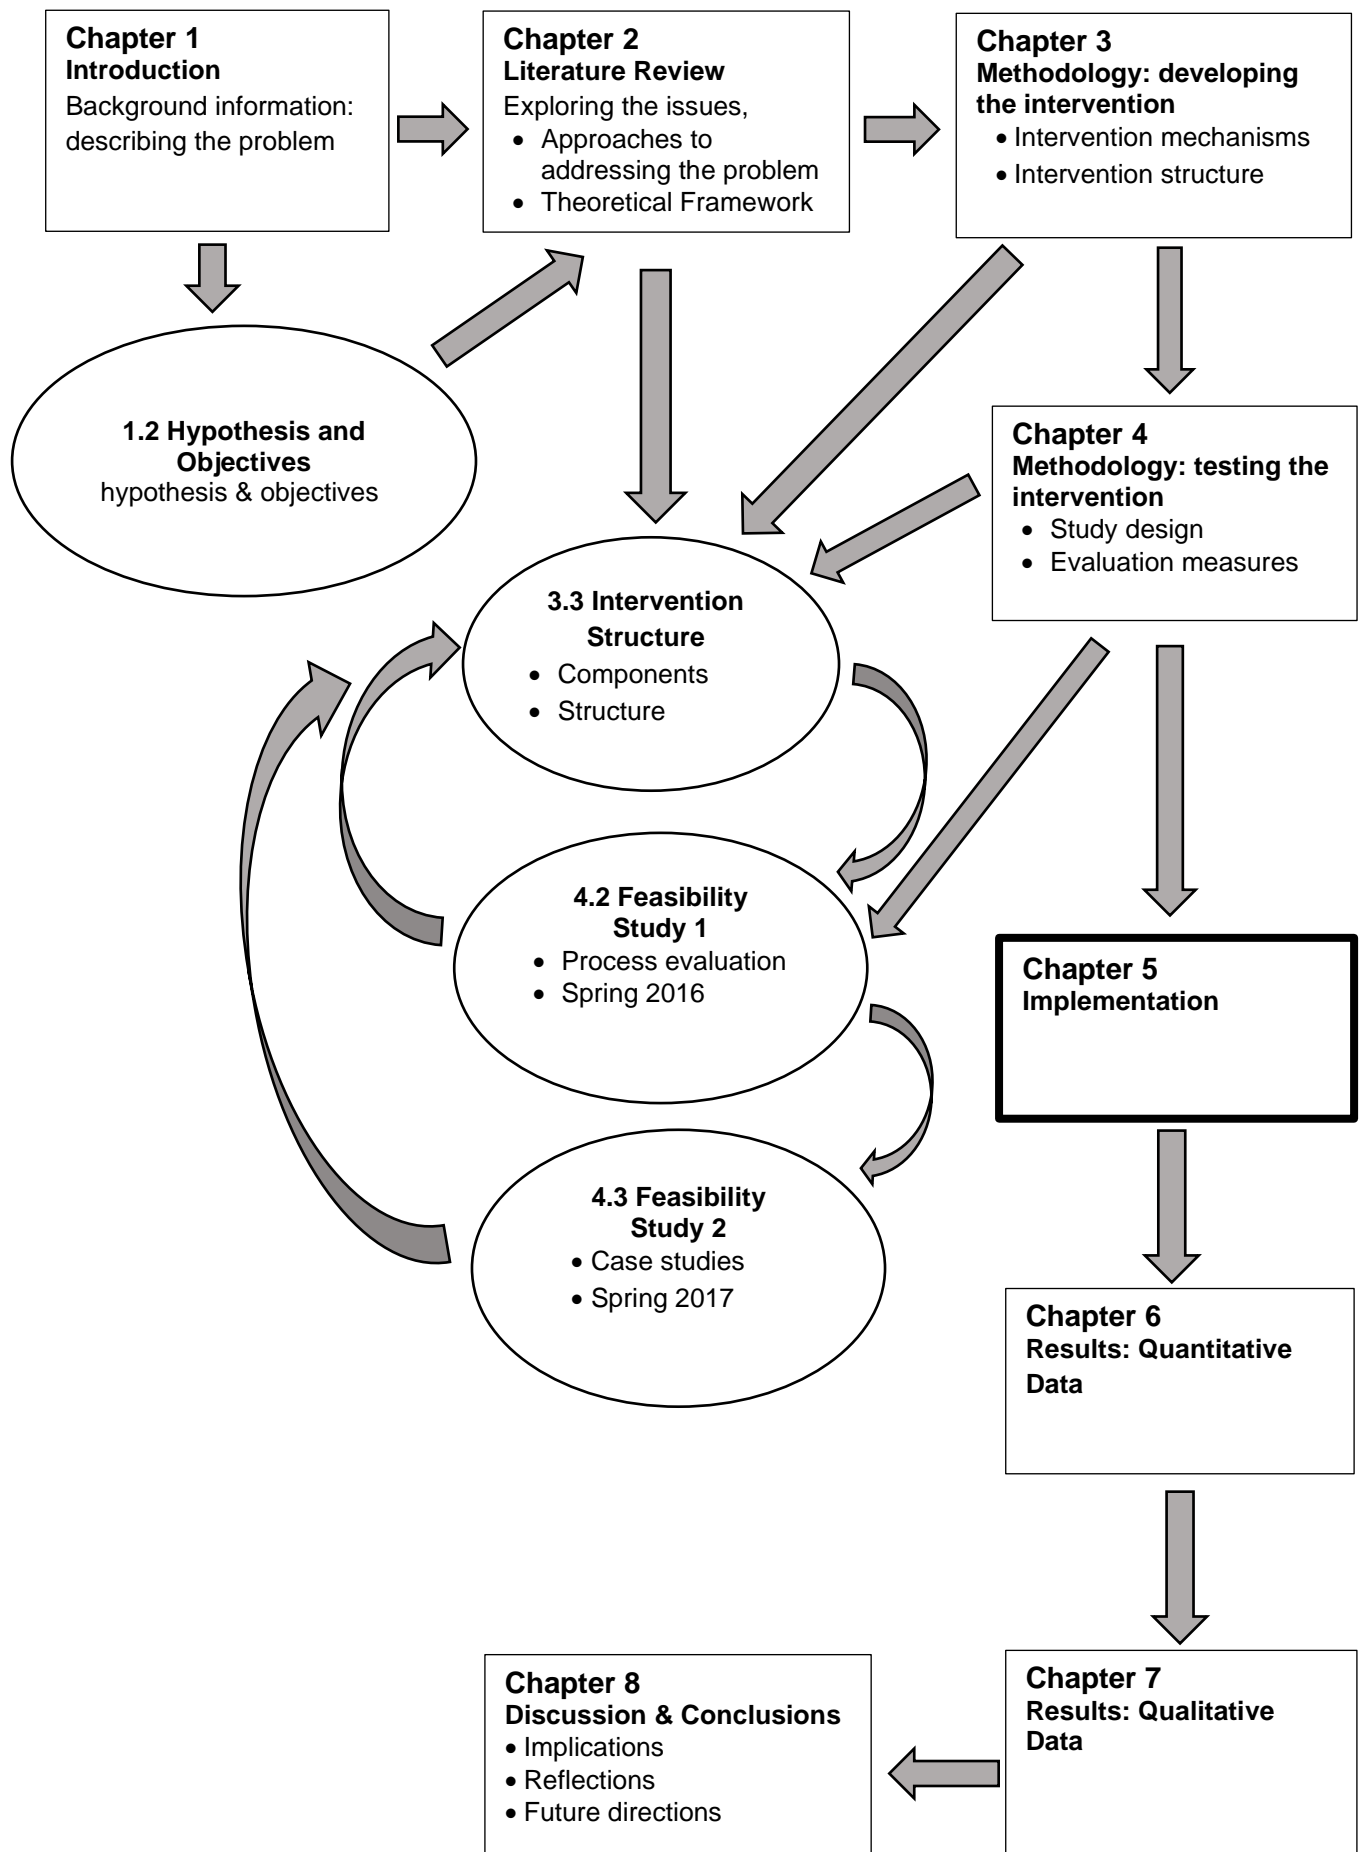 Chapter 1
Introduction
Background information:
describing the problem
Chapter 2
Literature Review
Exploring the issues,
• Approaches to
addressing the problem
• Theoretical Framework
Chapter 3
Methodology: developing
the intervention
• Intervention mechanisms
• Intervention structure
1.2 Hypothesis and
Objectives
hypothesis & objectives
Chapter 4
Methodology: testing the
intervention
• Study design
• Evaluation measures
3.3 Intervention
Structure
• Components
• Structure
4.2 Feasibility
Study 1
• Process evaluation
• Spring 2016
Chapter 5
Implementation
4.3 Feasibility
Study 2
• Case studies
• Spring 2017
Chapter 6
Results: Quantitative
Data
Chapter 7
Results: Qualitative
Data
Chapter 8
Discussion & Conclusions
• Implications
• Reflections
• Future directions